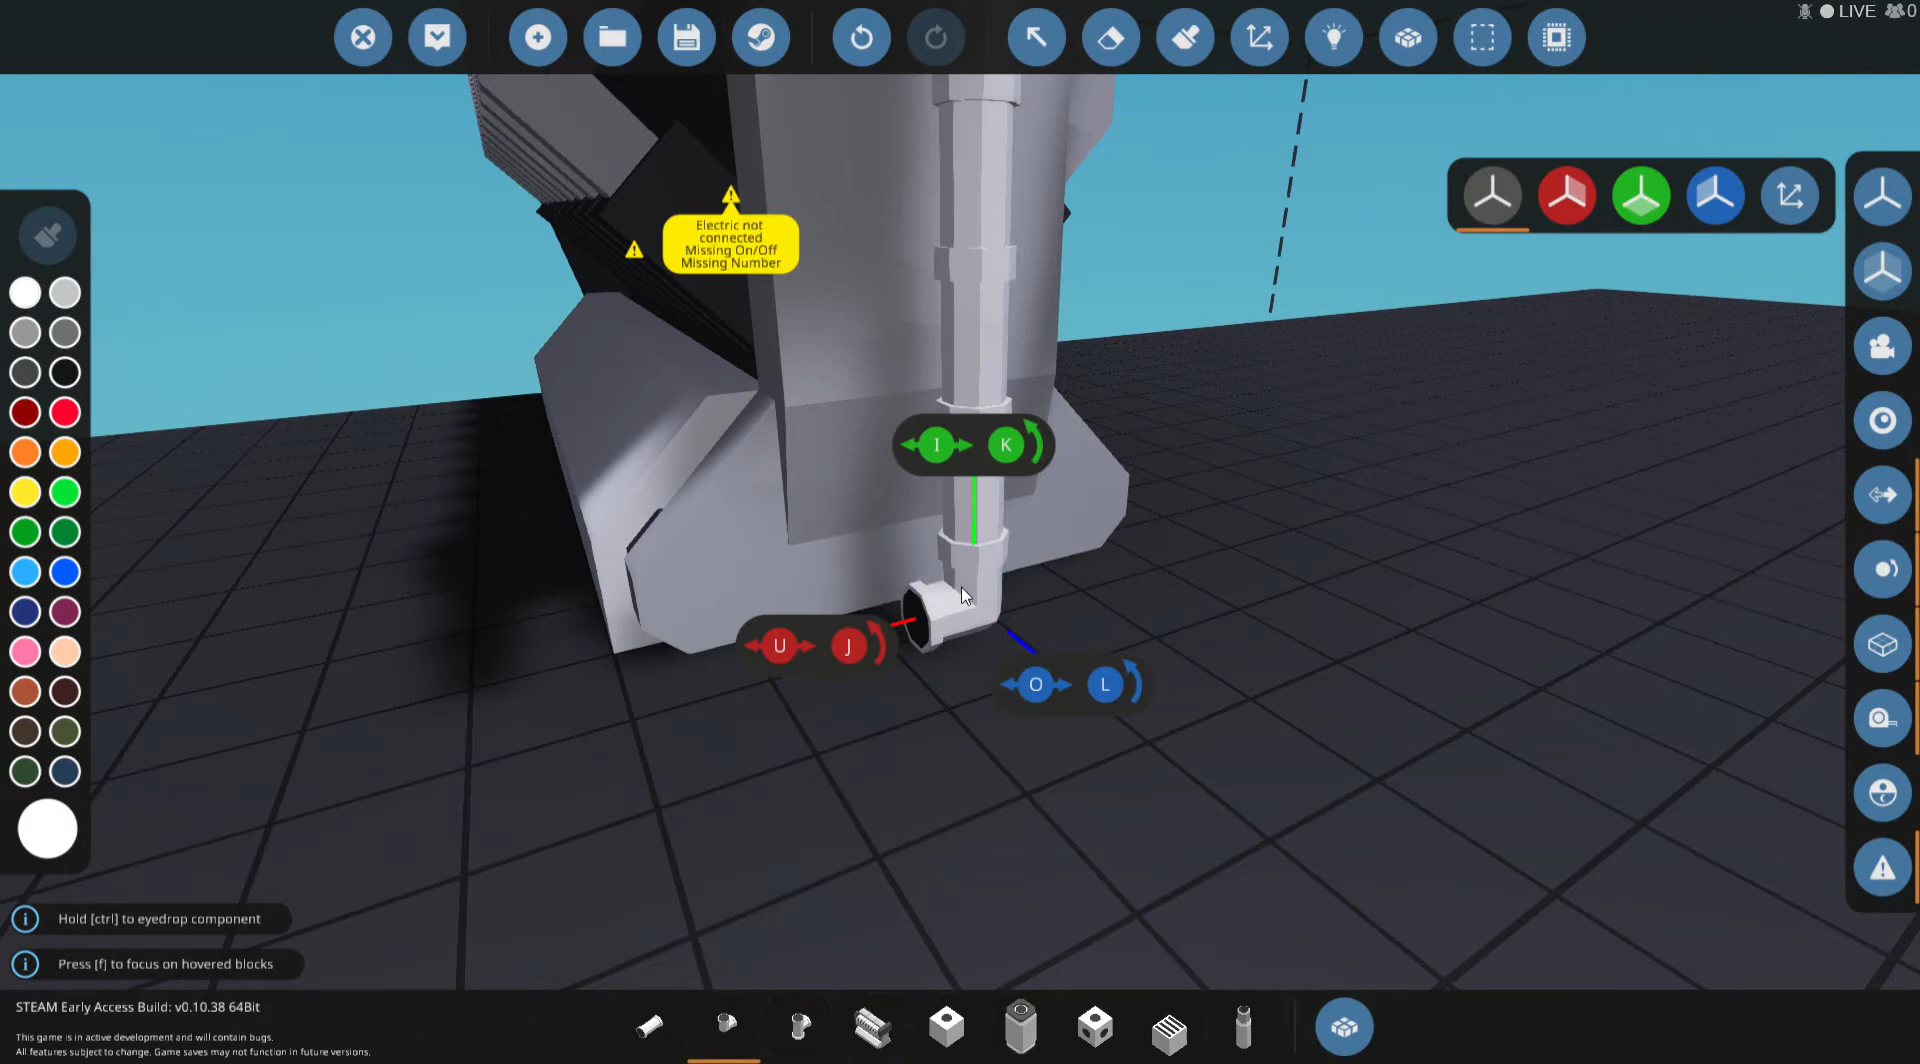 LIVE 0
Electric not
connected
Missing On/Off
Missing Number
I K
U J
O L
Hold [ctrl] to eyedrop component
Press [f] to focus on hovered blocks
STEAM Early Access Build: v0.10.38 64Bit
This game is in active development and will contain bugs.
All features subject to change. Game saves may not function in future versions.